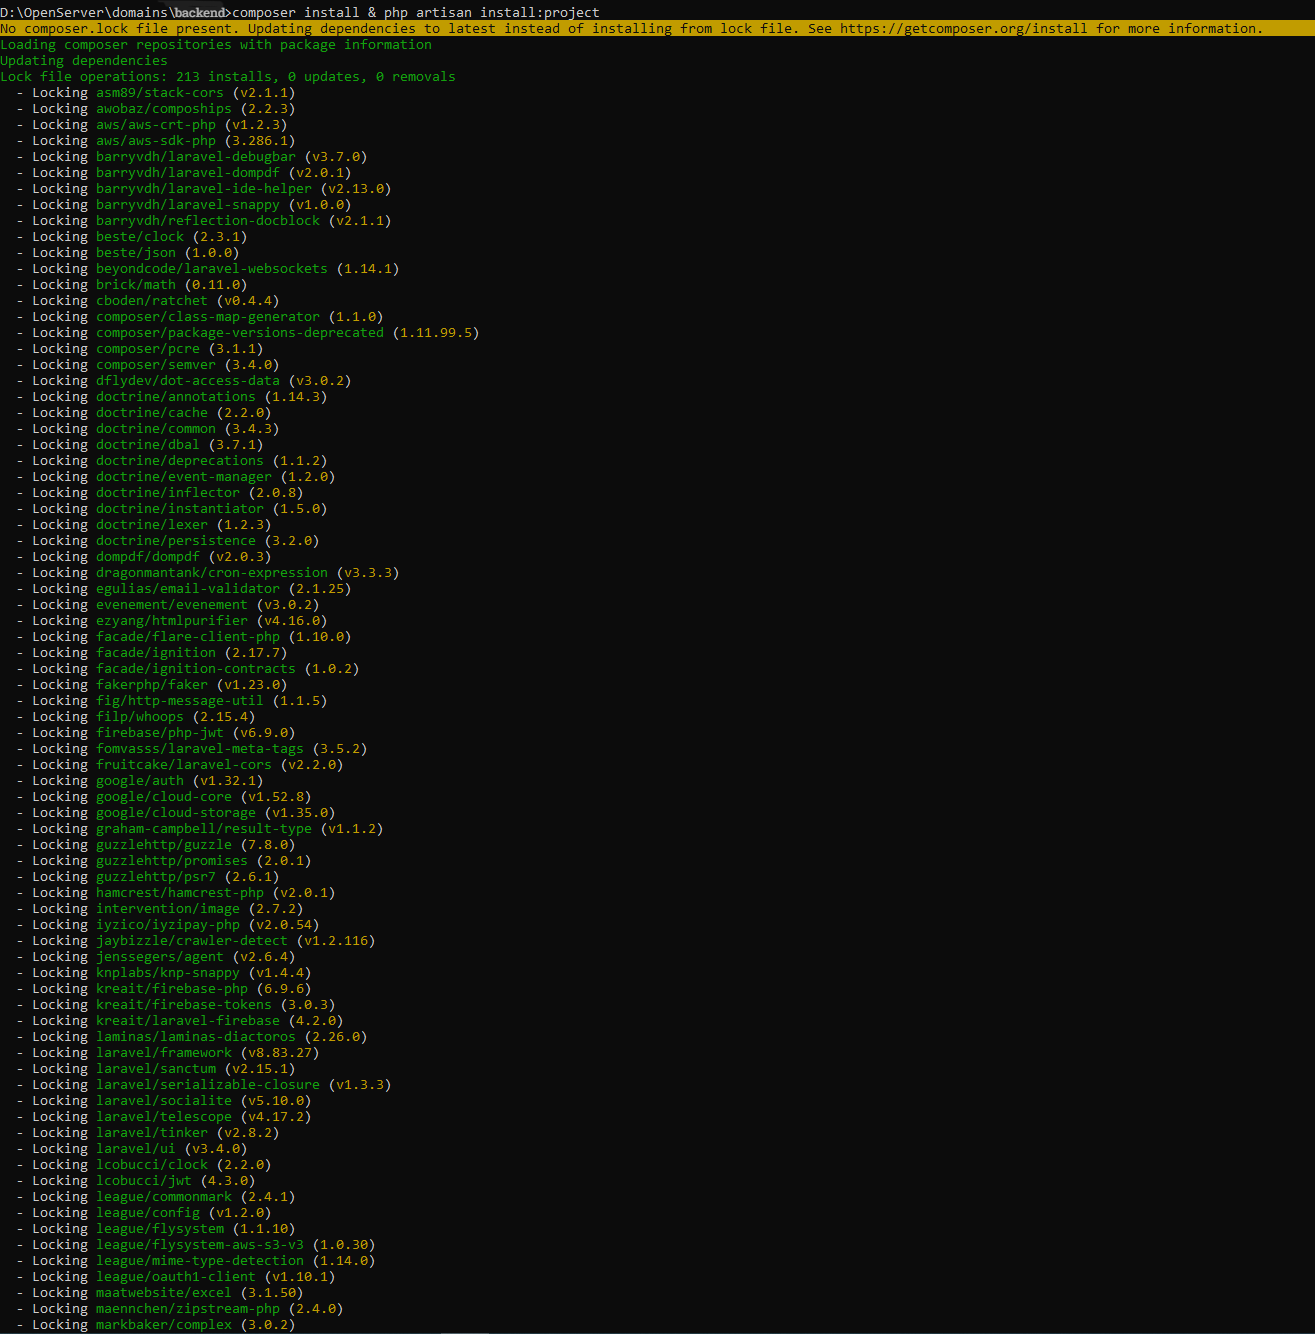 D:\OpenServer\domains\backend>composer install & php artisan install:project
No composer.lock file present. Updating dependencies to latest instead of installing from lock file. See https://getcomposer.org/install for more information.
Loading composer repositories with package information
Updating dependencies
Lock file operations: 213 installs, 0 updates, 0 removals
  - Locking asm89/stack-cors (v2.1.1)
  - Locking awobaz/compoships (2.2.3)
  - Locking aws/aws-crt-php (v1.2.3)
  - Locking aws/aws-sdk-php (3.286.1)
  - Locking barryvdh/laravel-debugbar (v3.7.0)
  - Locking barryvdh/laravel-dompdf (v2.0.1)
  - Locking barryvdh/laravel-ide-helper (v2.13.0)
  - Locking barryvdh/laravel-snappy (v1.0.0)
  - Locking barryvdh/reflection-docblock (v2.1.1)
  - Locking beste/clock (2.3.1)
  - Locking beste/json (1.0.0)
  - Locking beyondcode/laravel-websockets (1.14.1)
  - Locking brick/math (0.11.0)
  - Locking cboden/ratchet (v0.4.4)
  - Locking composer/class-map-generator (1.1.0)
  - Locking composer/package-versions-deprecated (1.11.99.5)
  - Locking composer/pcre (3.1.1)
  - Locking composer/semver (3.4.0)
  - Locking dflydev/dot-access-data (v3.0.2)
  - Locking doctrine/annotations (1.14.3)
  - Locking doctrine/cache (2.2.0)
  - Locking doctrine/common (3.4.3)
  - Locking doctrine/dbal (3.7.1)
  - Locking doctrine/deprecations (1.1.2)
  - Locking doctrine/event-manager (1.2.0)
  - Locking doctrine/inflector (2.0.8)
  - Locking doctrine/instantiator (1.5.0)
  - Locking doctrine/lexer (1.2.3)
  - Locking doctrine/persistence (3.2.0)
  - Locking dompdf/dompdf (v2.0.3)
  - Locking dragonmantank/cron-expression (v3.3.3)
  - Locking egulias/email-validator (2.1.25)
  - Locking evenement/evenement (v3.0.2)
  - Locking ezyang/htmlpurifier (v4.16.0)
  - Locking facade/flare-client-php (1.10.0)
  - Locking facade/ignition (2.17.7)
  - Locking facade/ignition-contracts (1.0.2)
  - Locking fakerphp/faker (v1.23.0)
  - Locking fig/http-message-util (1.1.5)
  - Locking filp/whoops (2.15.4)
  - Locking firebase/php-jwt (v6.9.0)
  - Locking fomvasss/laravel-meta-tags (3.5.2)
  - Locking fruitcake/laravel-cors (v2.2.0)
  - Locking google/auth (v1.32.1)
  - Locking google/cloud-core (v1.52.8)
  - Locking google/cloud-storage (v1.35.0)
  - Locking graham-campbell/result-type (v1.1.2)
  - Locking guzzlehttp/guzzle (7.8.0)
  - Locking guzzlehttp/promises (2.0.1)
  - Locking guzzlehttp/psr7 (2.6.1)
  - Locking hamcrest/hamcrest-php (v2.0.1)
  - Locking intervention/image (2.7.2)
  - Locking iyzico/iyzipay-php (v2.0.54)
  - Locking jaybizzle/crawler-detect (v1.2.116)
  - Locking jenssegers/agent (v2.6.4)
  - Locking knplabs/knp-snappy (v1.4.4)
  - Locking kreait/firebase-php (6.9.6)
  - Locking kreait/firebase-tokens (3.0.3)
  - Locking kreait/laravel-firebase (4.2.0)
  - Locking laminas/laminas-diactoros (2.26.0)
  - Locking laravel/framework (v8.83.27)
  - Locking laravel/sanctum (v2.15.1)
  - Locking laravel/serializable-closure (v1.3.3)
  - Locking laravel/socialite (v5.10.0)
  - Locking laravel/telescope (v4.17.2)
  - Locking laravel/tinker (v2.8.2)
  - Locking laravel/ui (v3.4.0)
  - Locking lcobucci/clock (2.2.0)
  - Locking lcobucci/jwt (4.3.0)
  - Locking league/commonmark (2.4.1)
  - Locking league/config (v1.2.0)
  - Locking league/flysystem (1.1.10)
  - Locking league/flysystem-aws-s3-v3 (1.0.30)
  - Locking league/mime-type-detection (1.14.0)
  - Locking league/oauth1-client (v1.10.1)
  - Locking maatwebsite/excel (3.1.50)
  - Locking maennchen/zipstream-php (2.4.0)
  - Locking markbaker/complex (3.0.2)